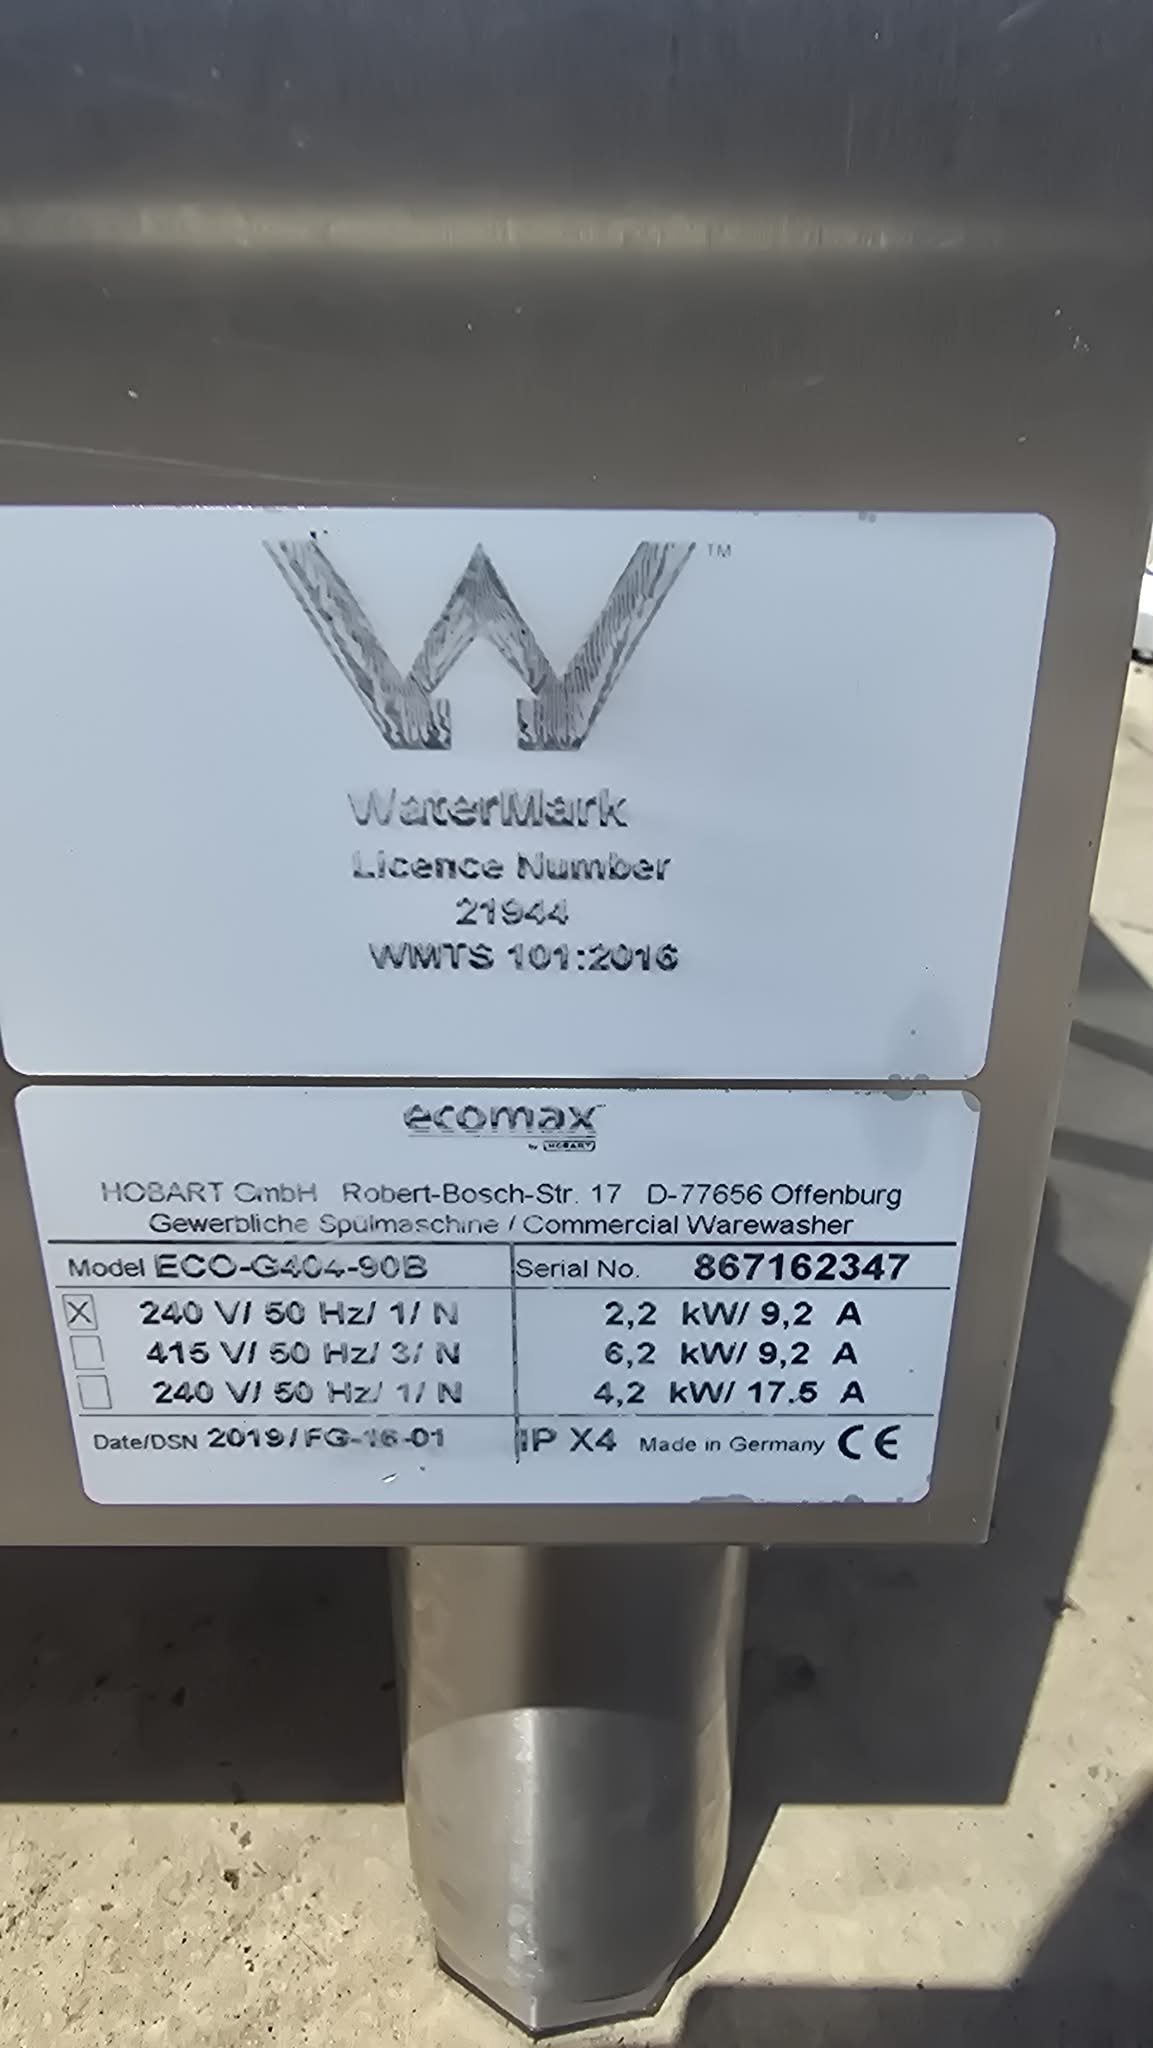 TM
WaterMark
Licence Number
21944
WMTS 101:2016
ecomax
by HOBART
HOBART GmbH Robert-Bosch-Str. 17 D-77656 Offenburg
Gewerbliche Spülmaschine / Commercial Warewasher
Model ECO-G404-90B Serial No. 867162347
X 240 V/ 50 Hz/ 1/ N 2,2 kW/ 9,2 A
415 V/ 50 Hz/ 3/ N 6,2 kW/ 9,2 A
240 V/ 50 Hz/ 1/ N 4,2 kW/ 17.5 A
Date/DSN 2019/FG-16-01 IP X4 Made in Germany CE